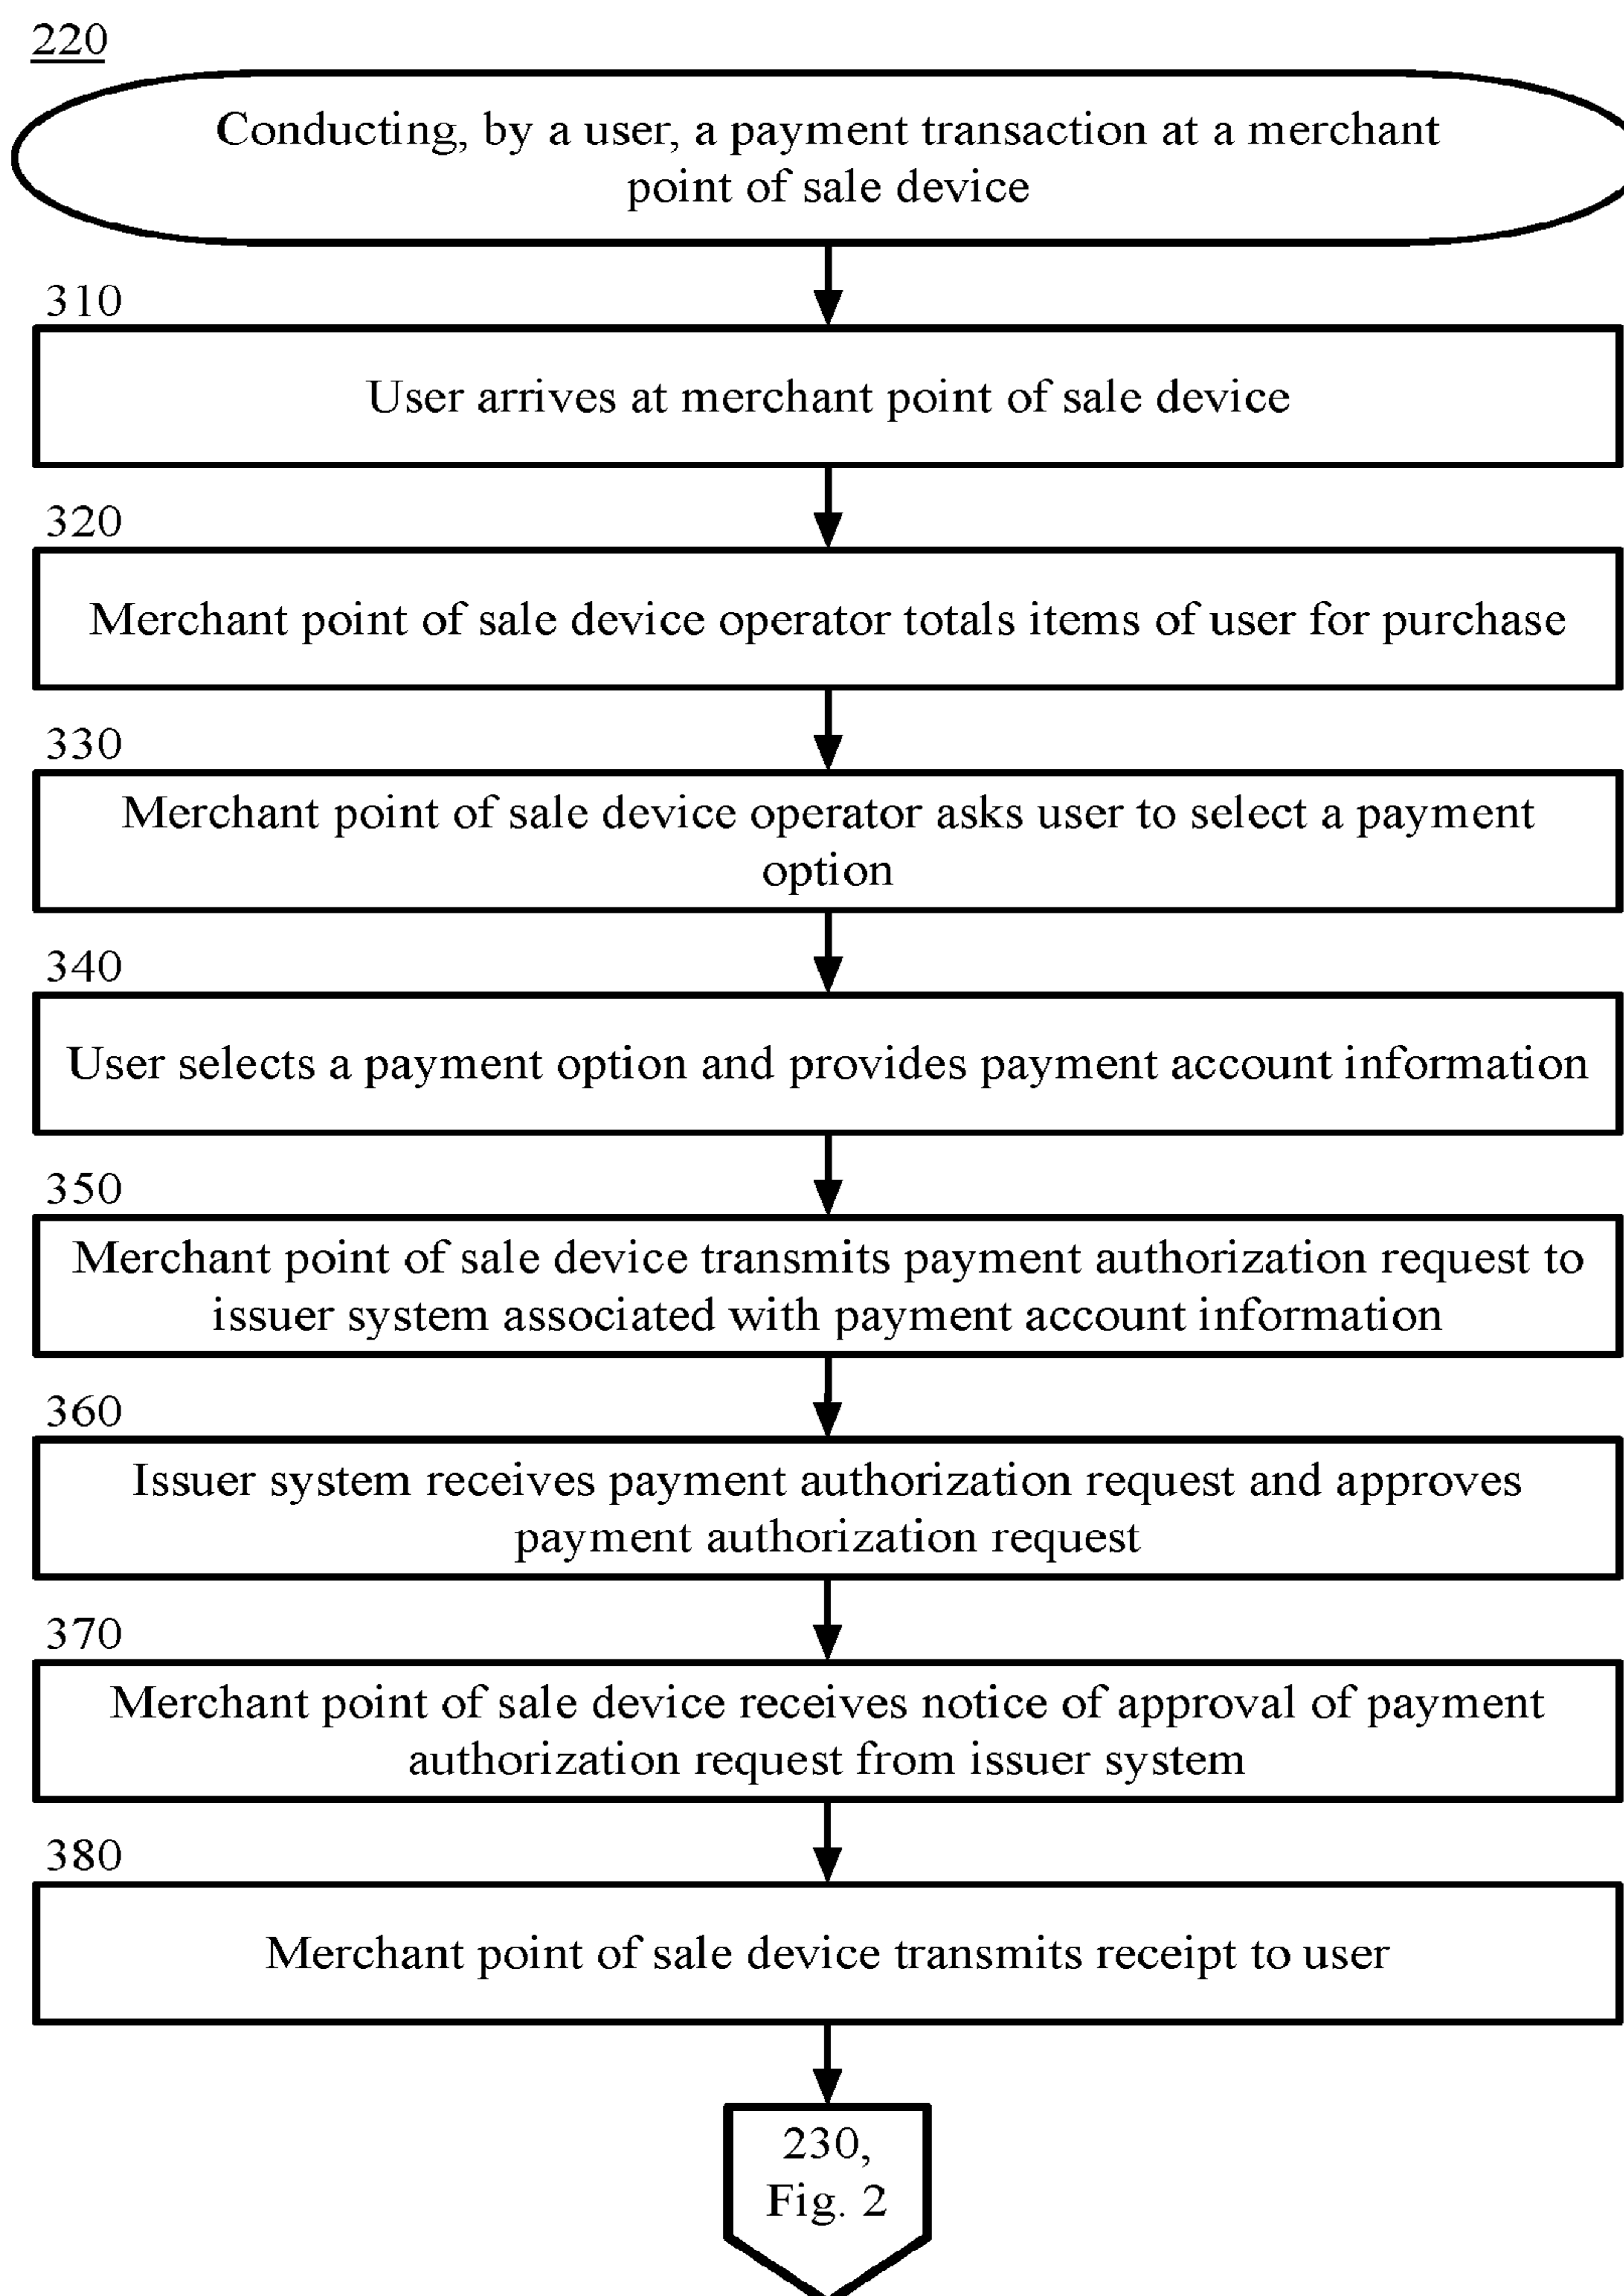 220
Conducting, by a user, a payment transaction at a merchant
point of sale device
310
User arrives at merchant point of sale device
320
Merchant point of sale device operator totals items of user for purchase
330
Merchant point of sale device operator asks user to select a payment
option
340
User selects a payment option and provides payment account information
350
Merchant point of sale device transmits payment authorization request to
issuer system associated with payment account information
360
Issuer system receives payment authorization request and approves
payment authorization request
370
Merchant point of sale device receives notice of approval of payment
authorization request from issuer system
380
Merchant point of sale device transmits receipt to user
230,
Fig. 2